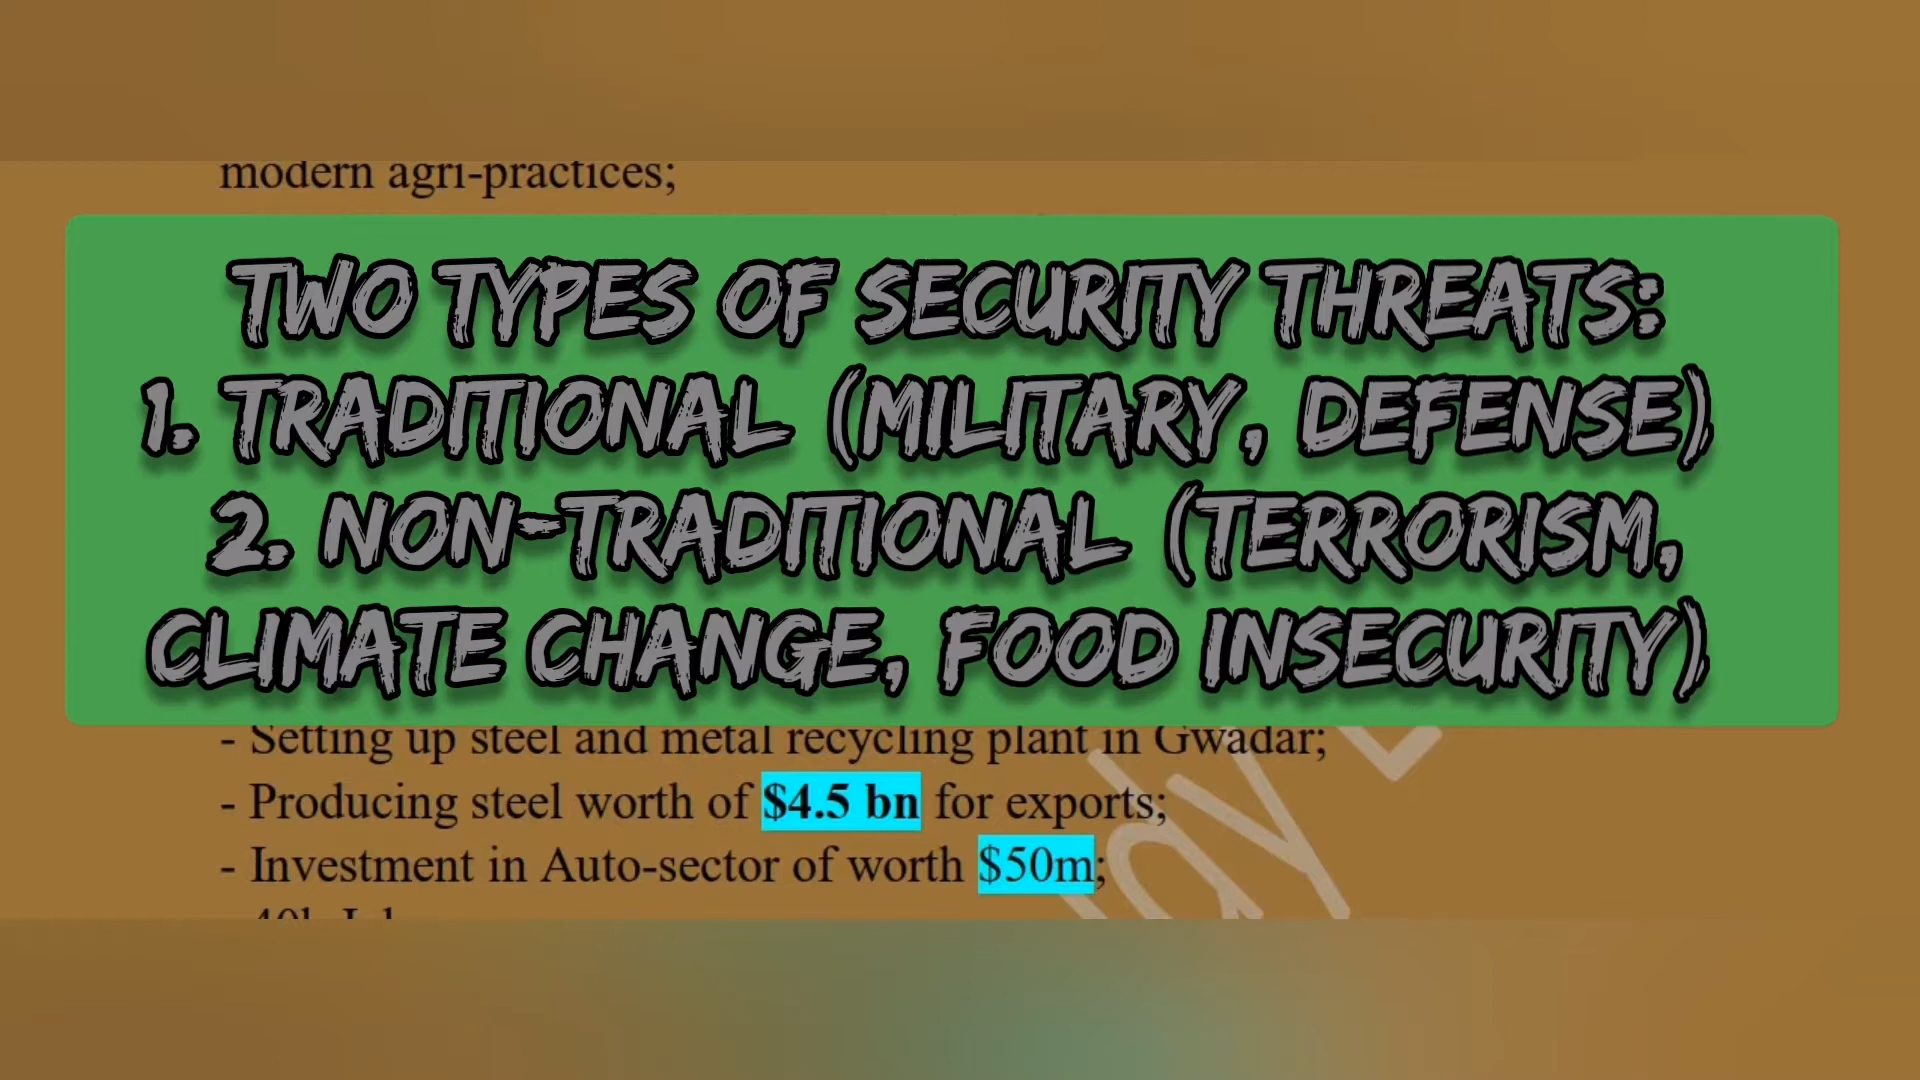 modern agri-practices;
TWO TYPES OF SECURITY THREATS:
1. TRADITIONAL (MILITARY, DEFENSE)
2. NON-TRADITIONAL (TERRORISM,
CLIMATE CHANGE, FOOD INSECURITY)
- Setting up steel and metal recycling plant in Gwadar;
- Producing steel worth of $4.5 bn for exports;
- Investment in Auto-sector of worth $50m;